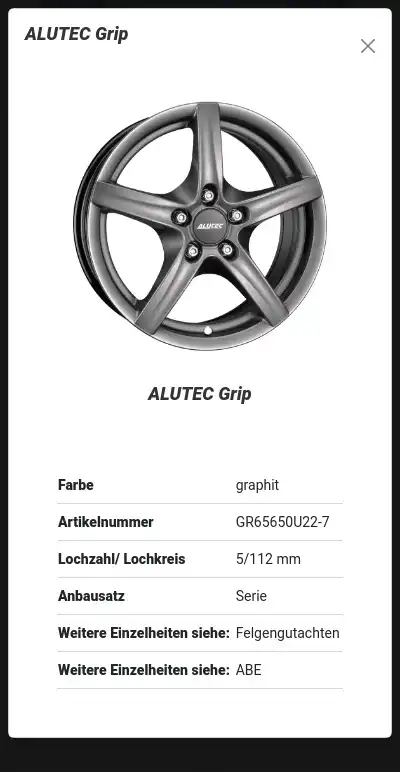 ALUTEC Grip
ALUTEC
ALUTEC Grip
Farbe graphit
Artikelnummer GR65650U22-7
Lochzahl/ Lochkreis 5/112 mm
Anbausatz Serie
Weitere Einzelheiten siehe: Felgengutachten
Weitere Einzelheiten siehe: ABE